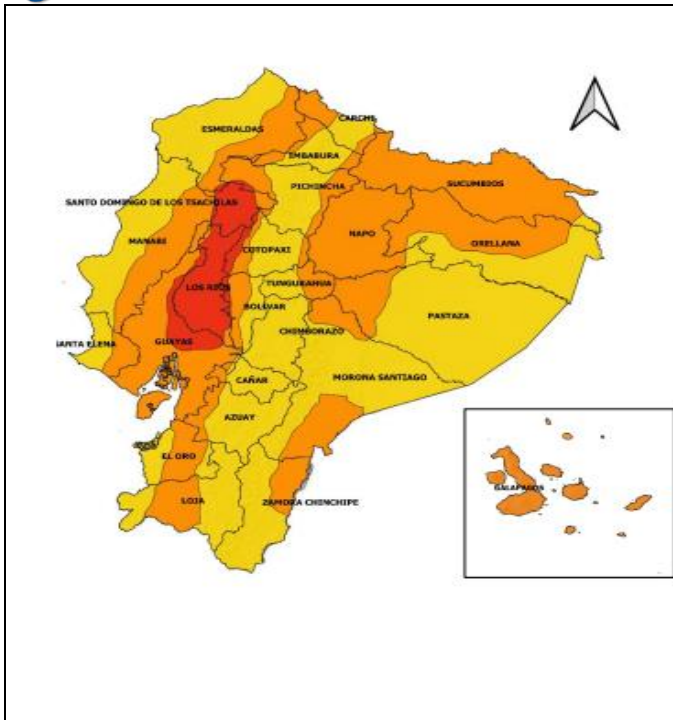 ESMERALDAS
CARCHI
IMBABURA
PICHINCHA
SUCUMBIOS
SANTO DOMINGO DE LOS TSACHILAS
MANABI
NAPO
ORELLANA
COTOPAXI
LOS RIOS
TUNGURAHUA
BOLIVAR
PASTAZA
CHIMBORAZO
SANTA ELENA
GUAYAS
MORONA SANTIAGO
CAÑAR
AZUAY
EL ORO
LOJA
ZAMORA CHINCHIPE
GALAPAGOS